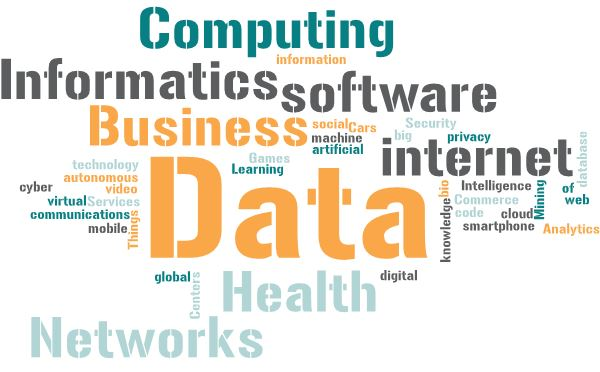 Computing
information
Informatics
software
Business
social
Cars
Security
big
privacy
machine
artificial
internet
database
Games
Learning
technology
autonomous
video
cyber
virtual
Services
communications
mobile
Things
Data
bio
knowledge
Intelligence
Commerce
code
cloud
smartphone
Mining
of
web
Analytics
global
Centers
digital
Health
Networks